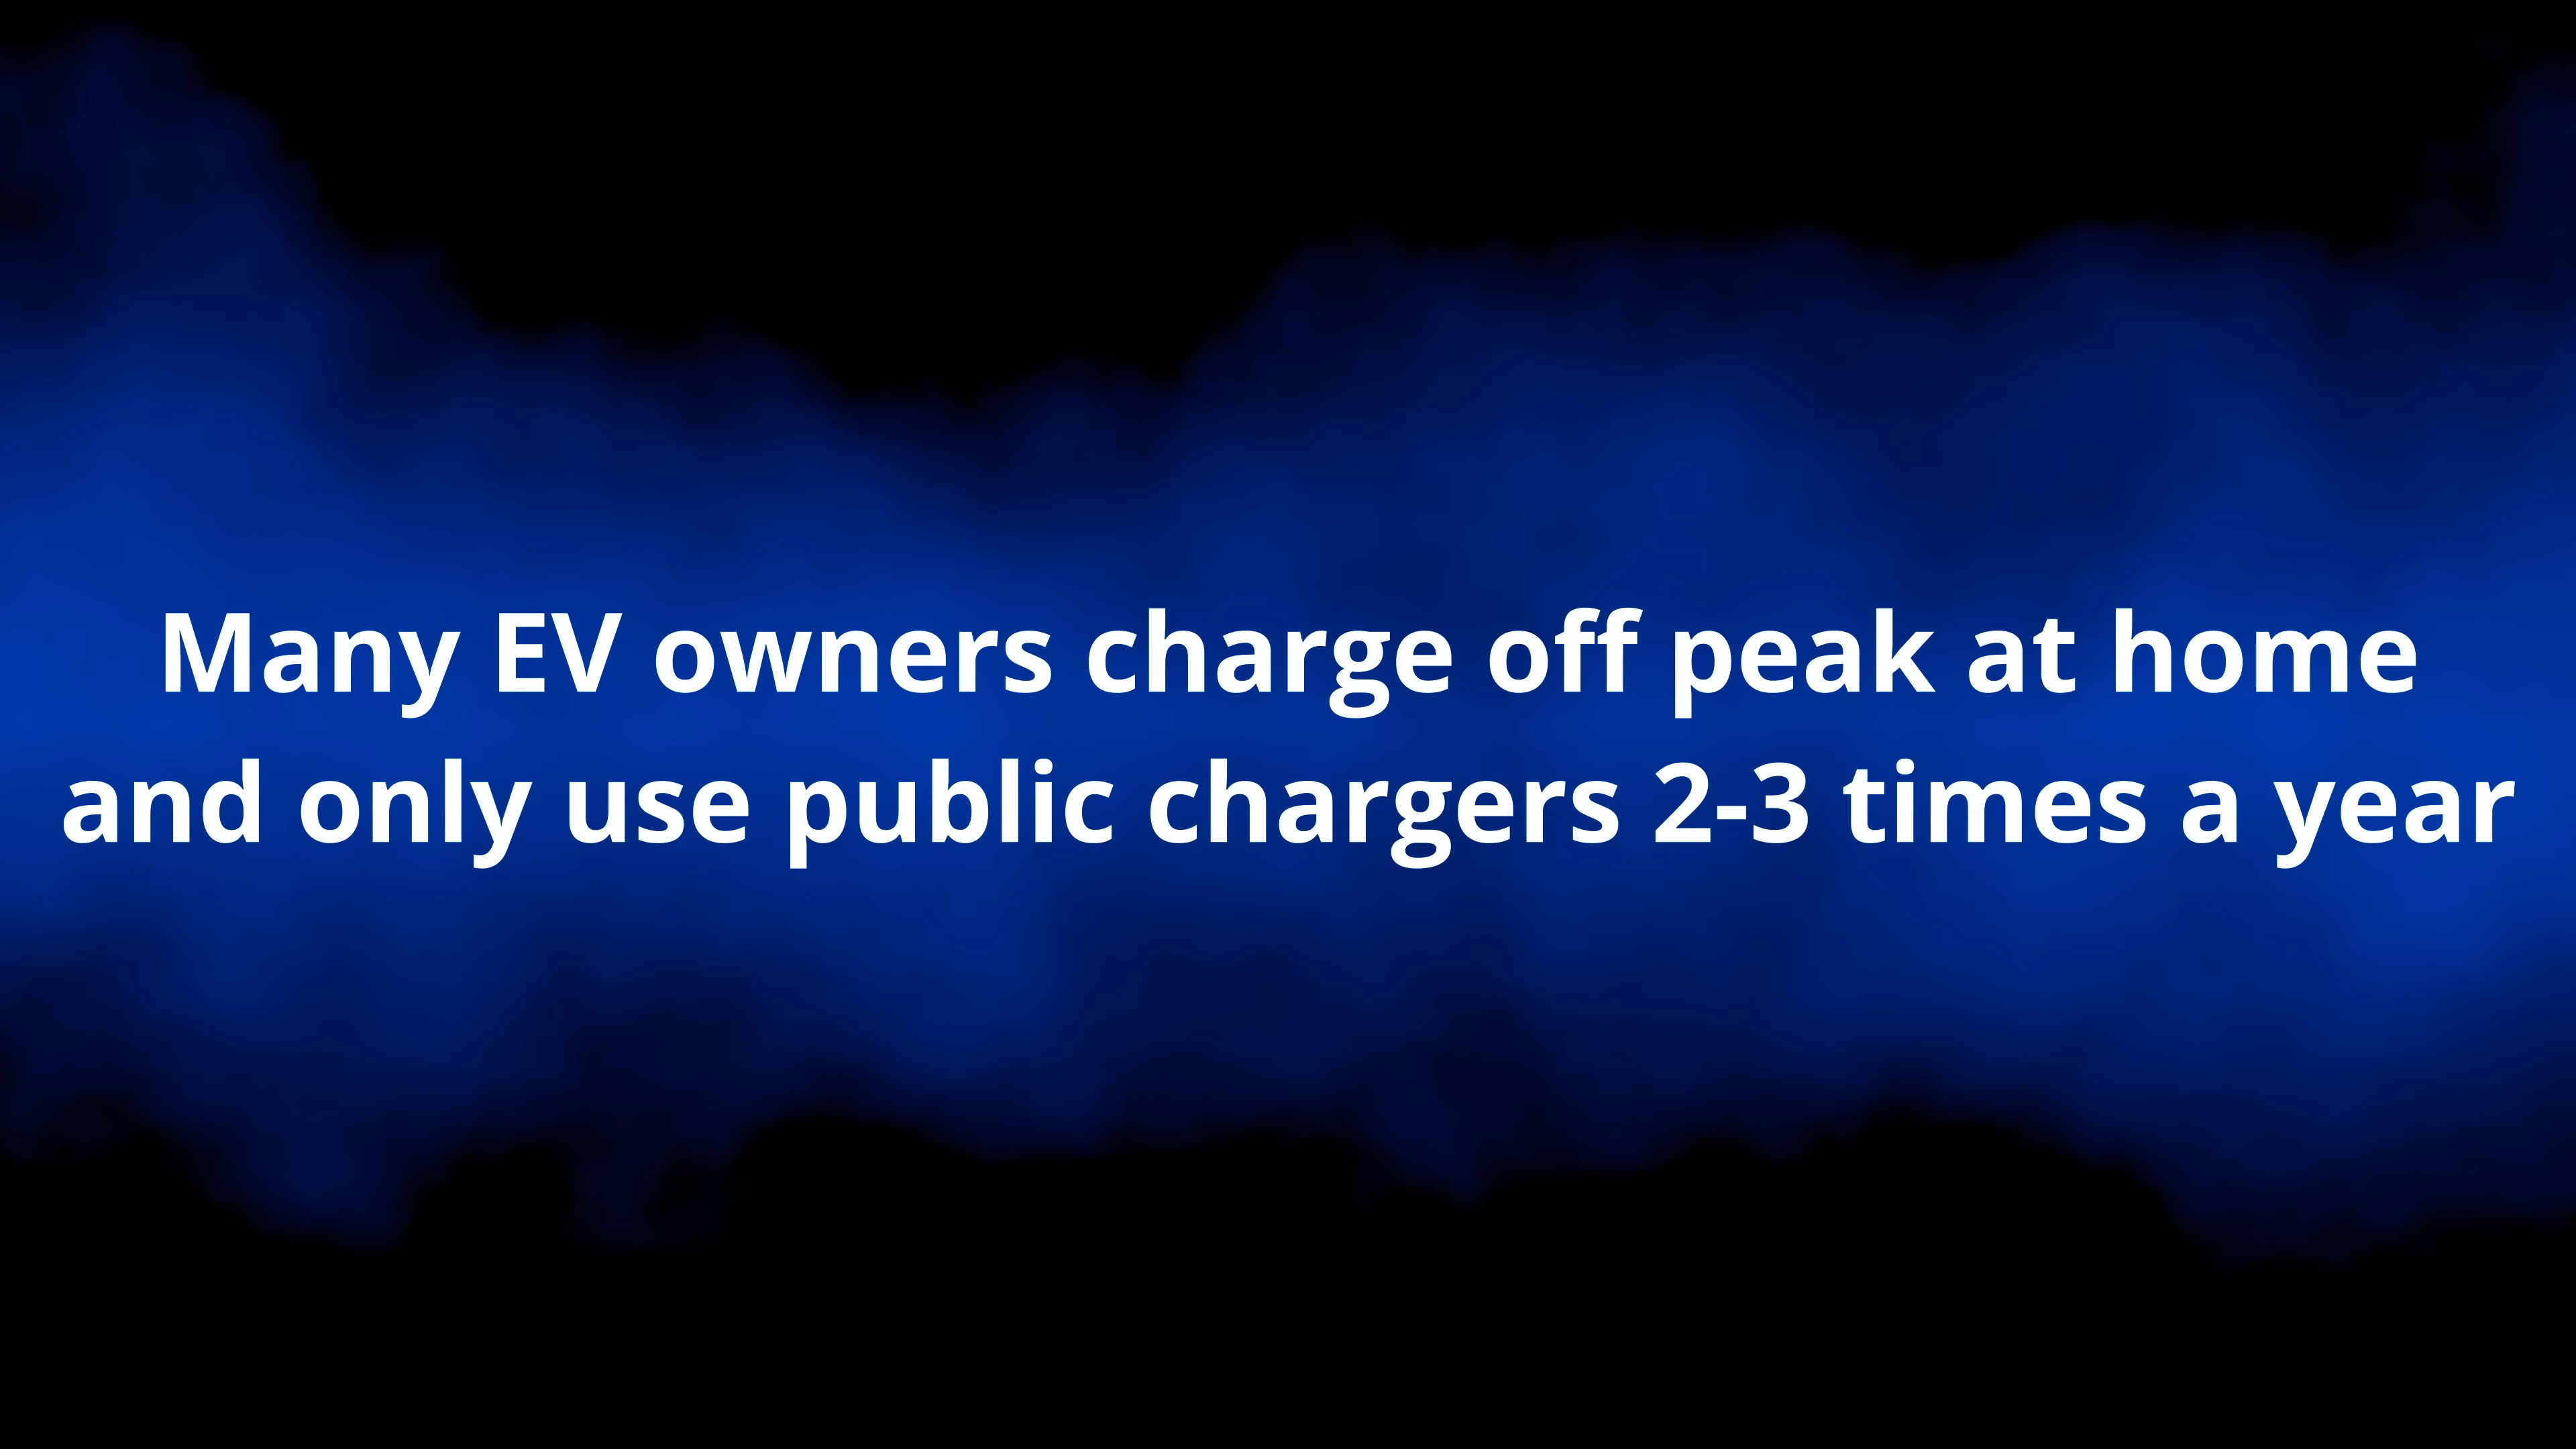 Many EV owners charge off peak at home
and only use public chargers 2-3 times a year